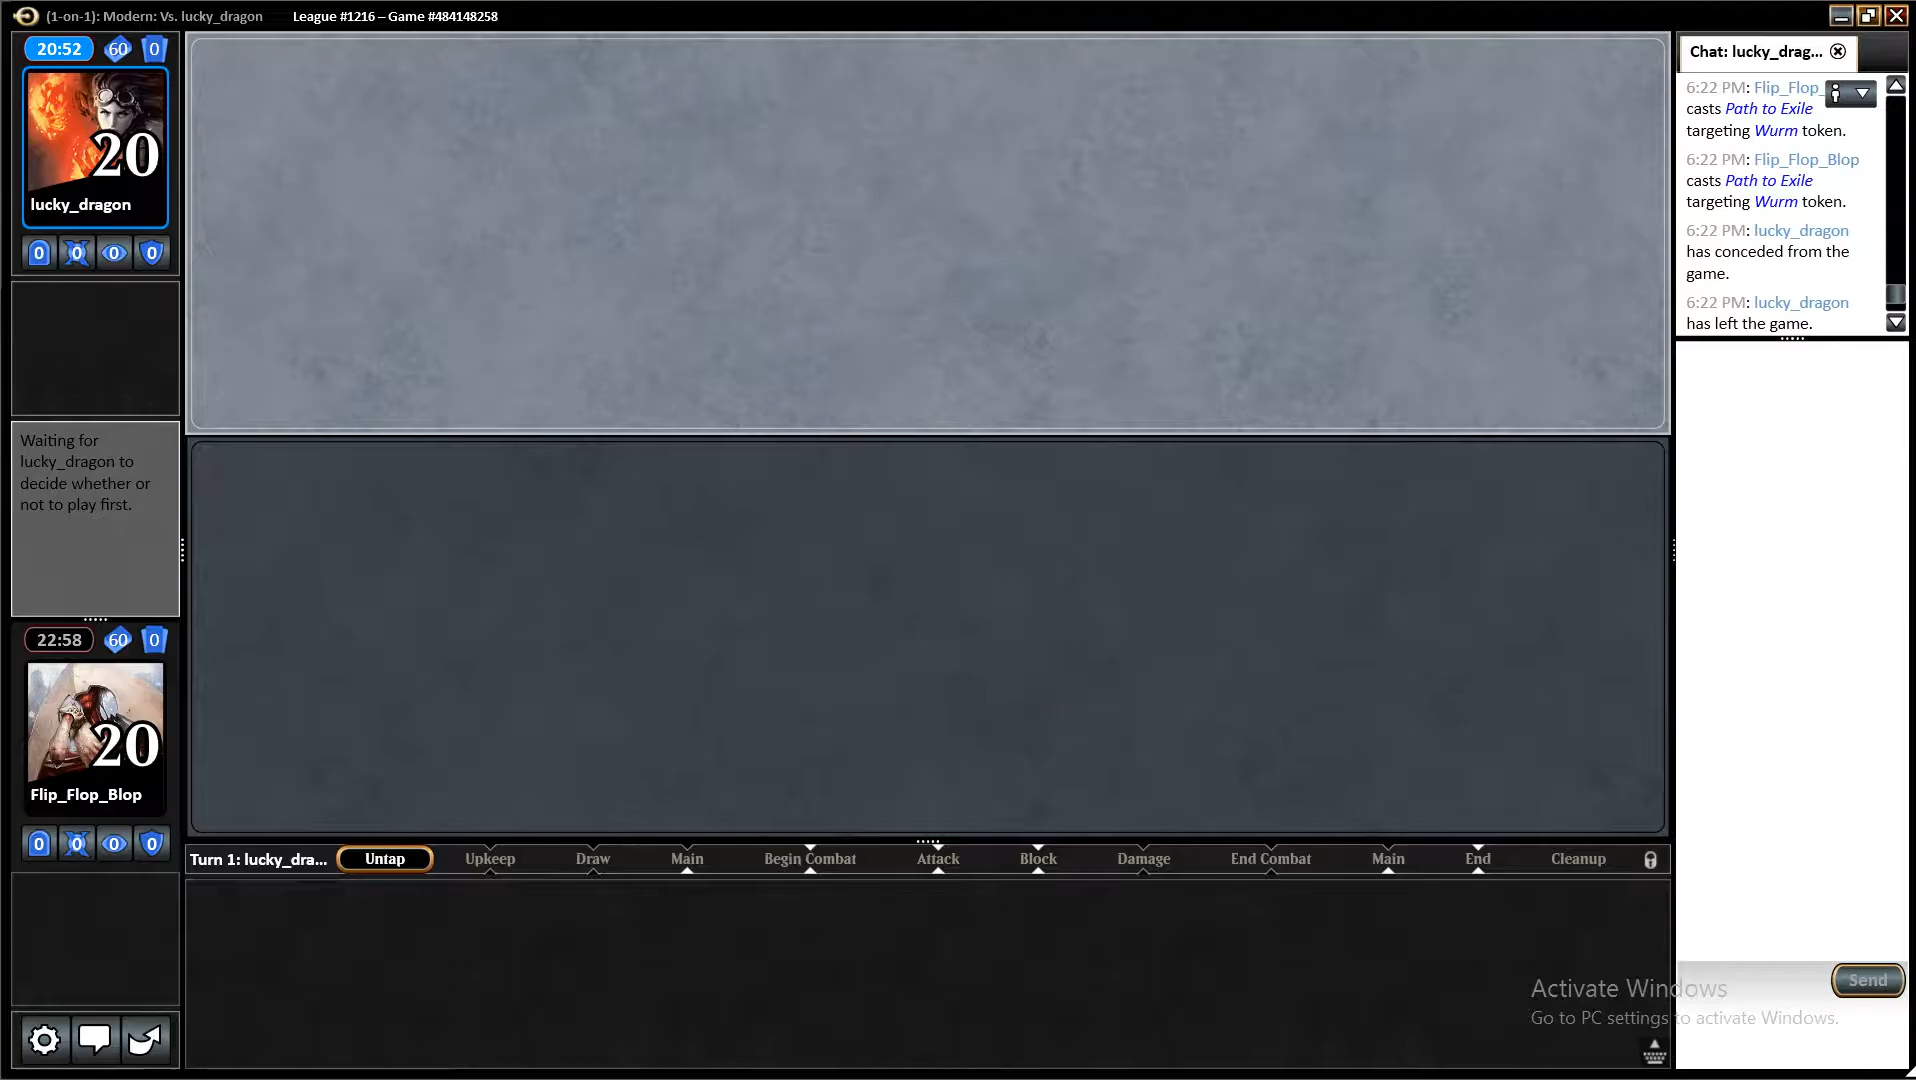 (1-on-1): Modern: Vs. lucky_dragon League #1216 – Game #484148258
20:52 60 0
20
lucky_dragon
0 0 0 0
Waiting for
lucky_dragon to
decide whether or
not to play first.
22:58 60 0
20
Flip_Flop_Blop
0 0 0 0
Turn 1: lucky_dra... Untap Upkeep Draw Main Begin Combat Attack Block Damage End Combat Main End Cleanup
Chat: lucky_drag...
6:22 PM: Flip_Flop_
casts Path to Exile
targeting Wurm token.
6:22 PM: Flip_Flop_Blop
casts Path to Exile
targeting Wurm token.
6:22 PM: lucky_dragon
has conceded from the
game.
6:22 PM: lucky_dragon
has left the game.
Send
Activate Windows
Go to PC settings to activate Windows.